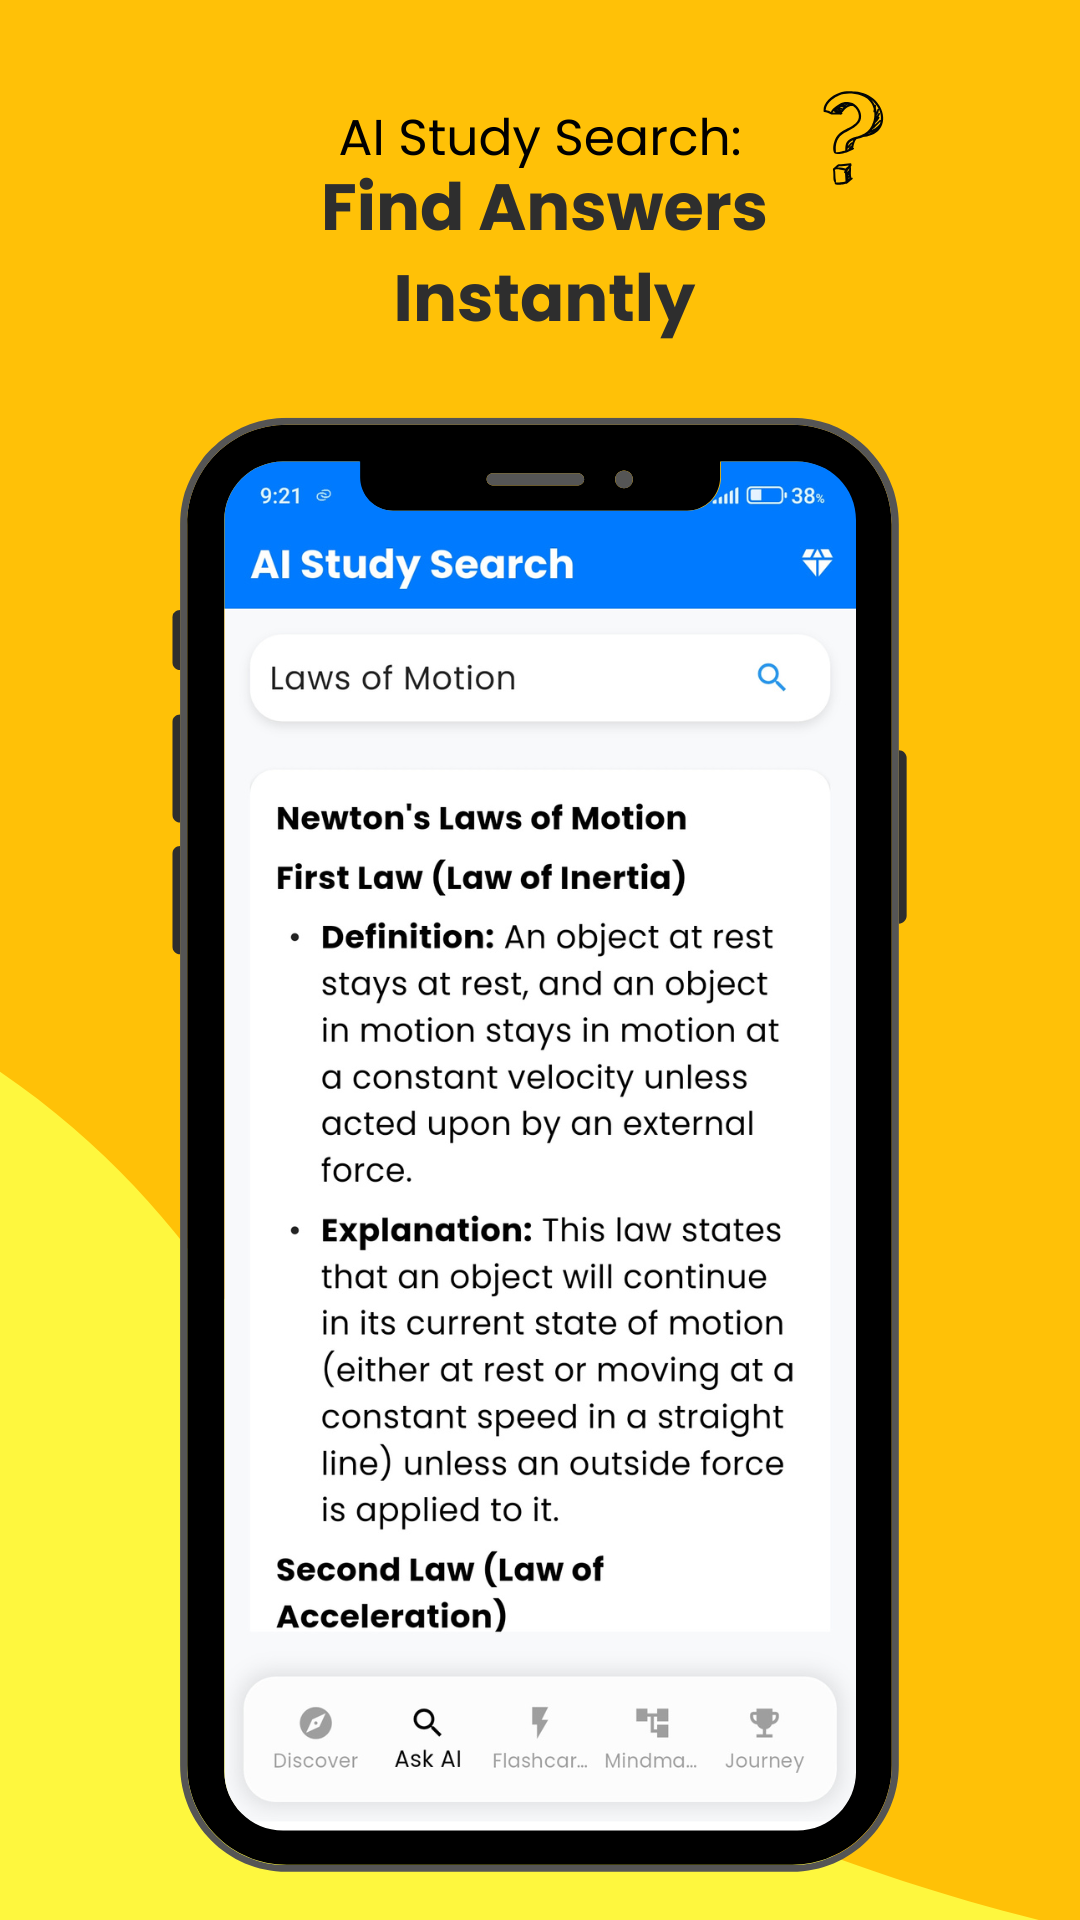 AI Study Search:
?
Find Answers
Instantly
9:21
38%
AI Study Search
Laws of Motion
Newton's Laws of Motion
First Law (Law of Inertia)
• Definition: An object at rest
stays at rest, and an object
in motion stays in motion at
a constant velocity unless
acted upon by an external
force.
• Explanation: This law states
that an object will continue
in its current state of motion
(either at rest or moving at a
constant speed in a straight
line) unless an outside force
is applied to it.
Second Law (Law of
Acceleration)
Discover
Ask AI
Flashcar...
Mindma...
Journey